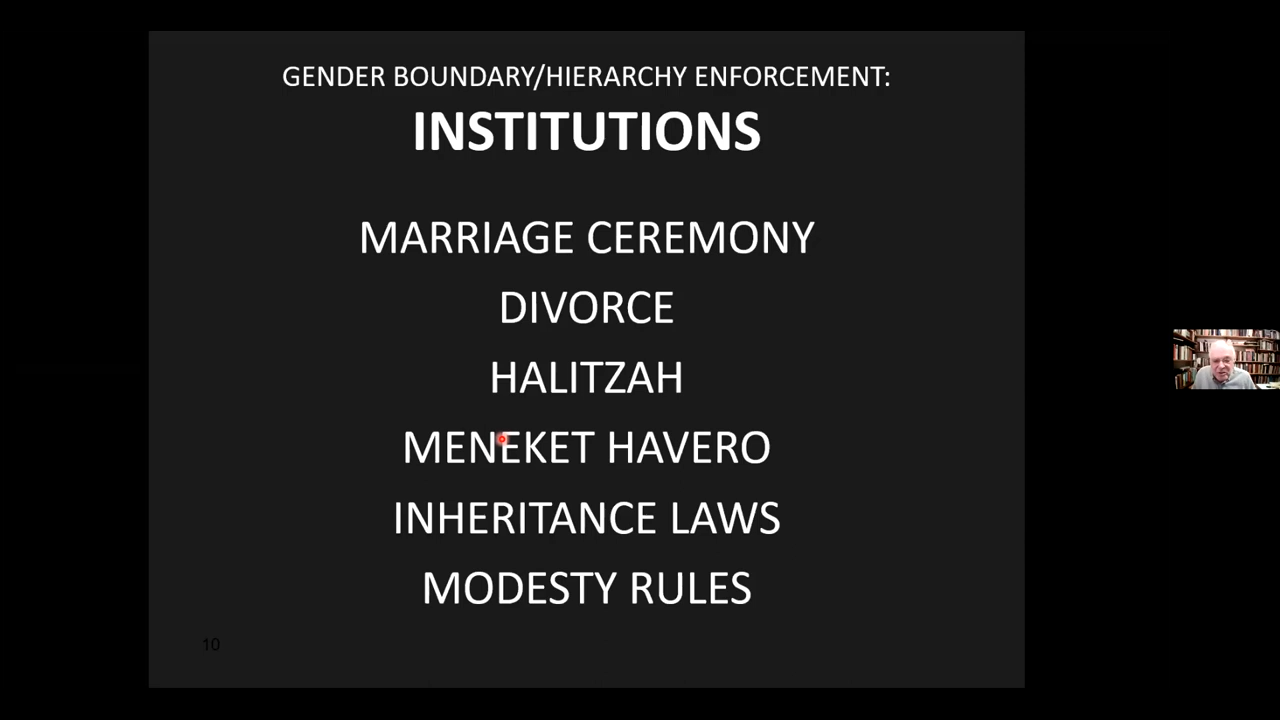 GENDER BOUNDARY/HIERARCHY ENFORCEMENT:
INSTITUTIONS
MARRIAGE CEREMONY
DIVORCE
HALITZAH
MENEKET HAVERO
INHERITANCE LAWS
MODESTY RULES
10